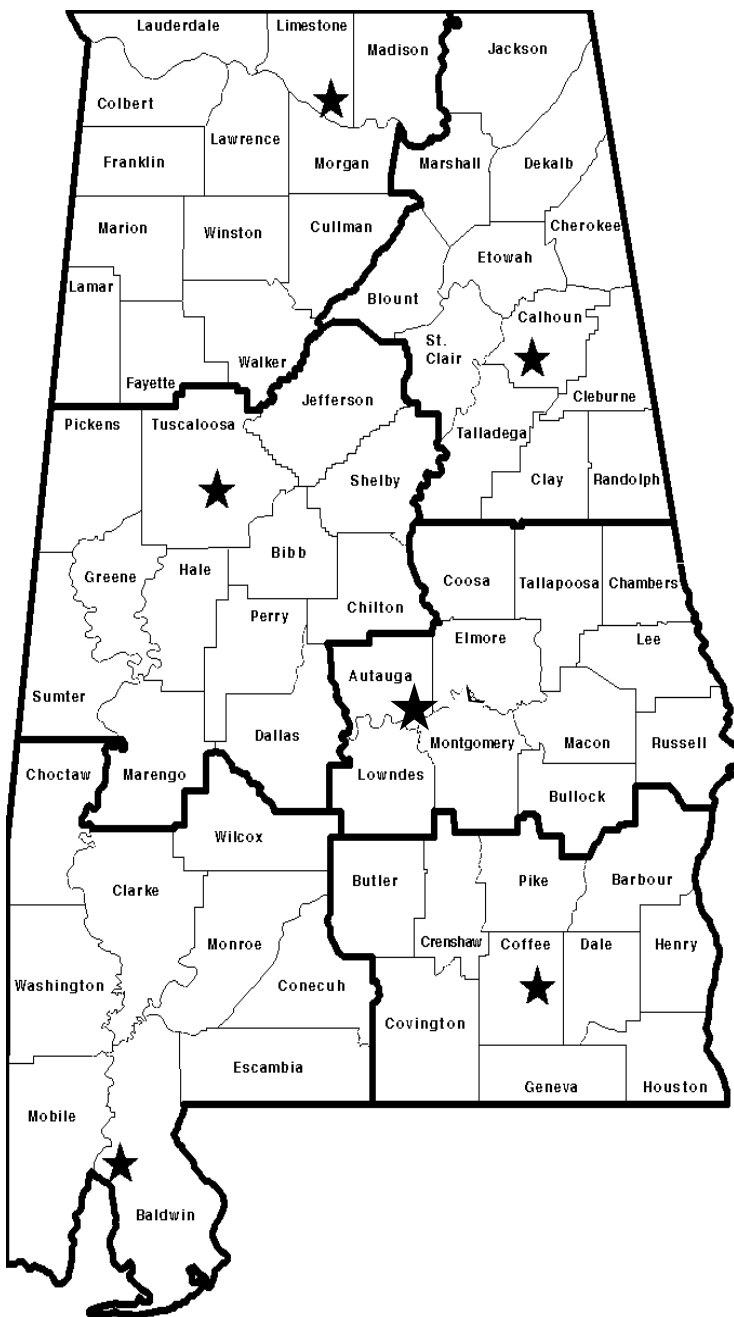 Lauderdale
Limestone
Madison
Jackson
Colbert
Lawrence
Franklin
Morgan
Marshall
Dekalb
Marion
Winston
Cullman
Cherokee
Etowah
Lamar
Blount
Calhoun
St.
Clair
Walker
Fayette
Jefferson
Cleburne
Pickens
Tuscaloosa
Talladega
Shelby
Clay
Randolph
Bibb
Greene
Hale
Coosa
Tallapoosa
Chambers
Chilton
Perry
Elmore
Lee
Autauga
Sumter
Dallas
Montgomery
Macon
Russell
Choctaw
Marengo
Lowndes
Bullock
Wilcox
Butler
Pike
Barbour
Clarke
Monroe
Crenshaw
Coffee
Dale
Henry
Washington
Conecuh
Covington
Escambia
Geneva
Houston
Mobile
Baldwin